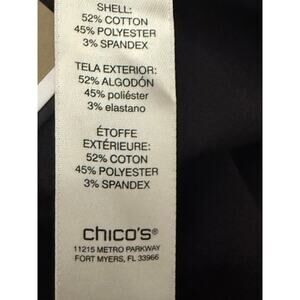 SHELL:
52% COTTON
45% POLYESTER
3% SPANDEX
TELA EXTERIOR:
52% ALGODÓN
45% poliéster
3% elastano
ÉTOFFE
EXTÉRIEURE:
52% COTON
45% POLYESTER
3% SPANDEX
chico's®
11215 METRO PARKWAY
FORT MYERS, FL 33966